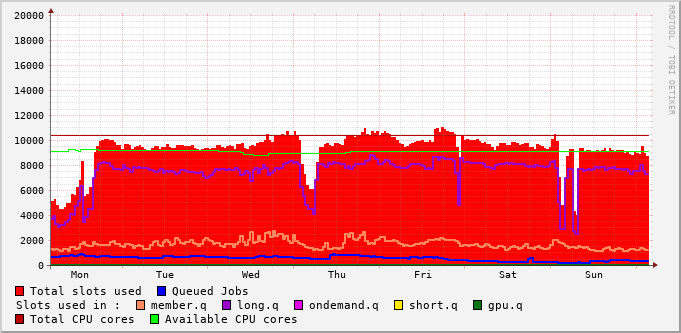 20000
18000
16000
14000
12000
10000
8000
6000
4000
2000
0
Mon Tue Wed Thu Fri Sat Sun
RRDTOOL / TOBI OETIKER
Total slots used Queued Jobs
Slots used in : member.q long.q ondemand.q short.q gpu.q
Total CPU cores Available CPU cores